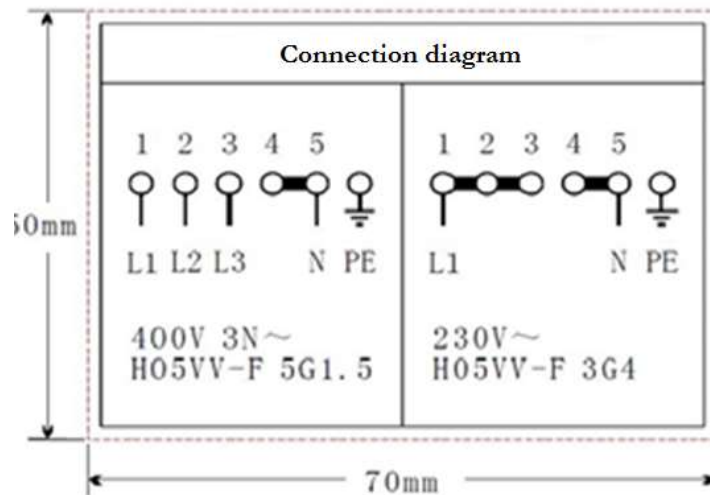 Connection diagram
1 2 3 4 5
L1 L2 L3 N PE
400V 3N~
H05VV-F 5G1.5
1 2 3 4 5
L1 N PE
230V~
H05VV-F 3G4
70mm